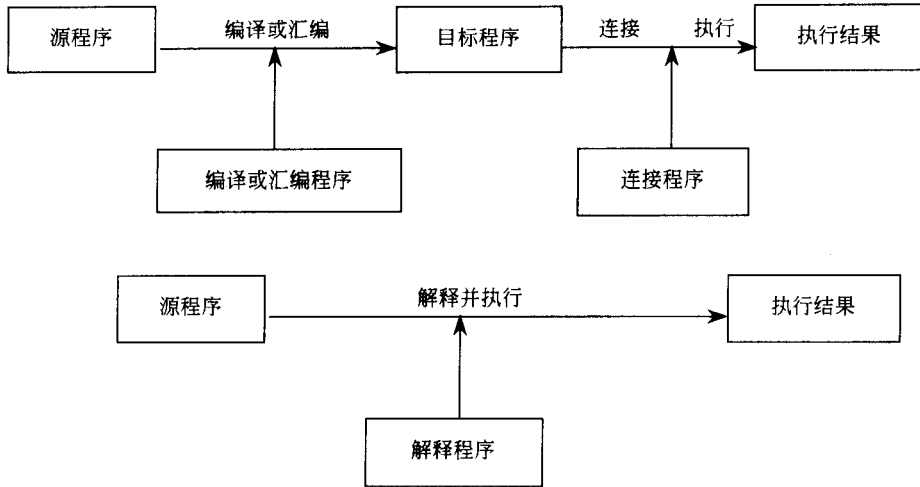 源程序
编译或汇编
目标程序
连接
执行
执行结果
编译或汇编程序
连接程序
源程序
解释并执行
执行结果
解释程序